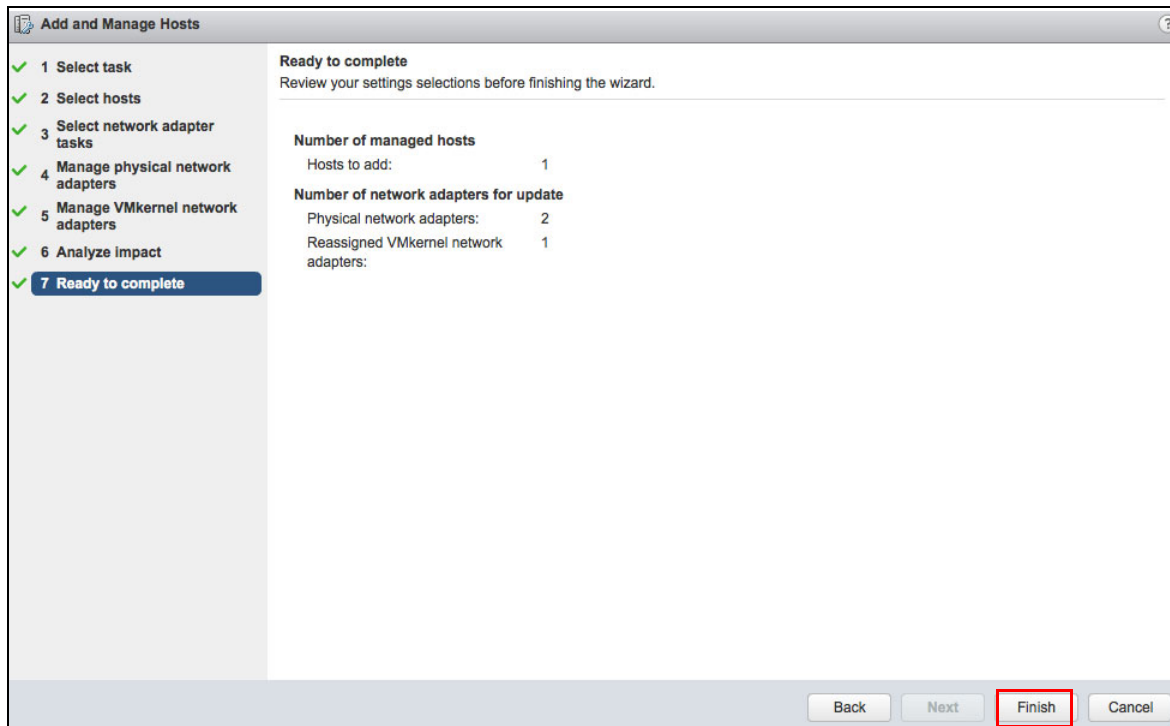 Add and Manage Hosts
?
1 Select task
2 Select hosts
3 Select network adapter
tasks
4 Manage physical network
adapters
5 Manage VMkernel network
adapters
6 Analyze impact
7 Ready to complete
Ready to complete
Review your settings selections before finishing the wizard.
Number of managed hosts
Hosts to add: 1
Number of network adapters for update
Physical network adapters: 2
Reassigned VMkernel network 1
adapters:
Back Next Finish Cancel